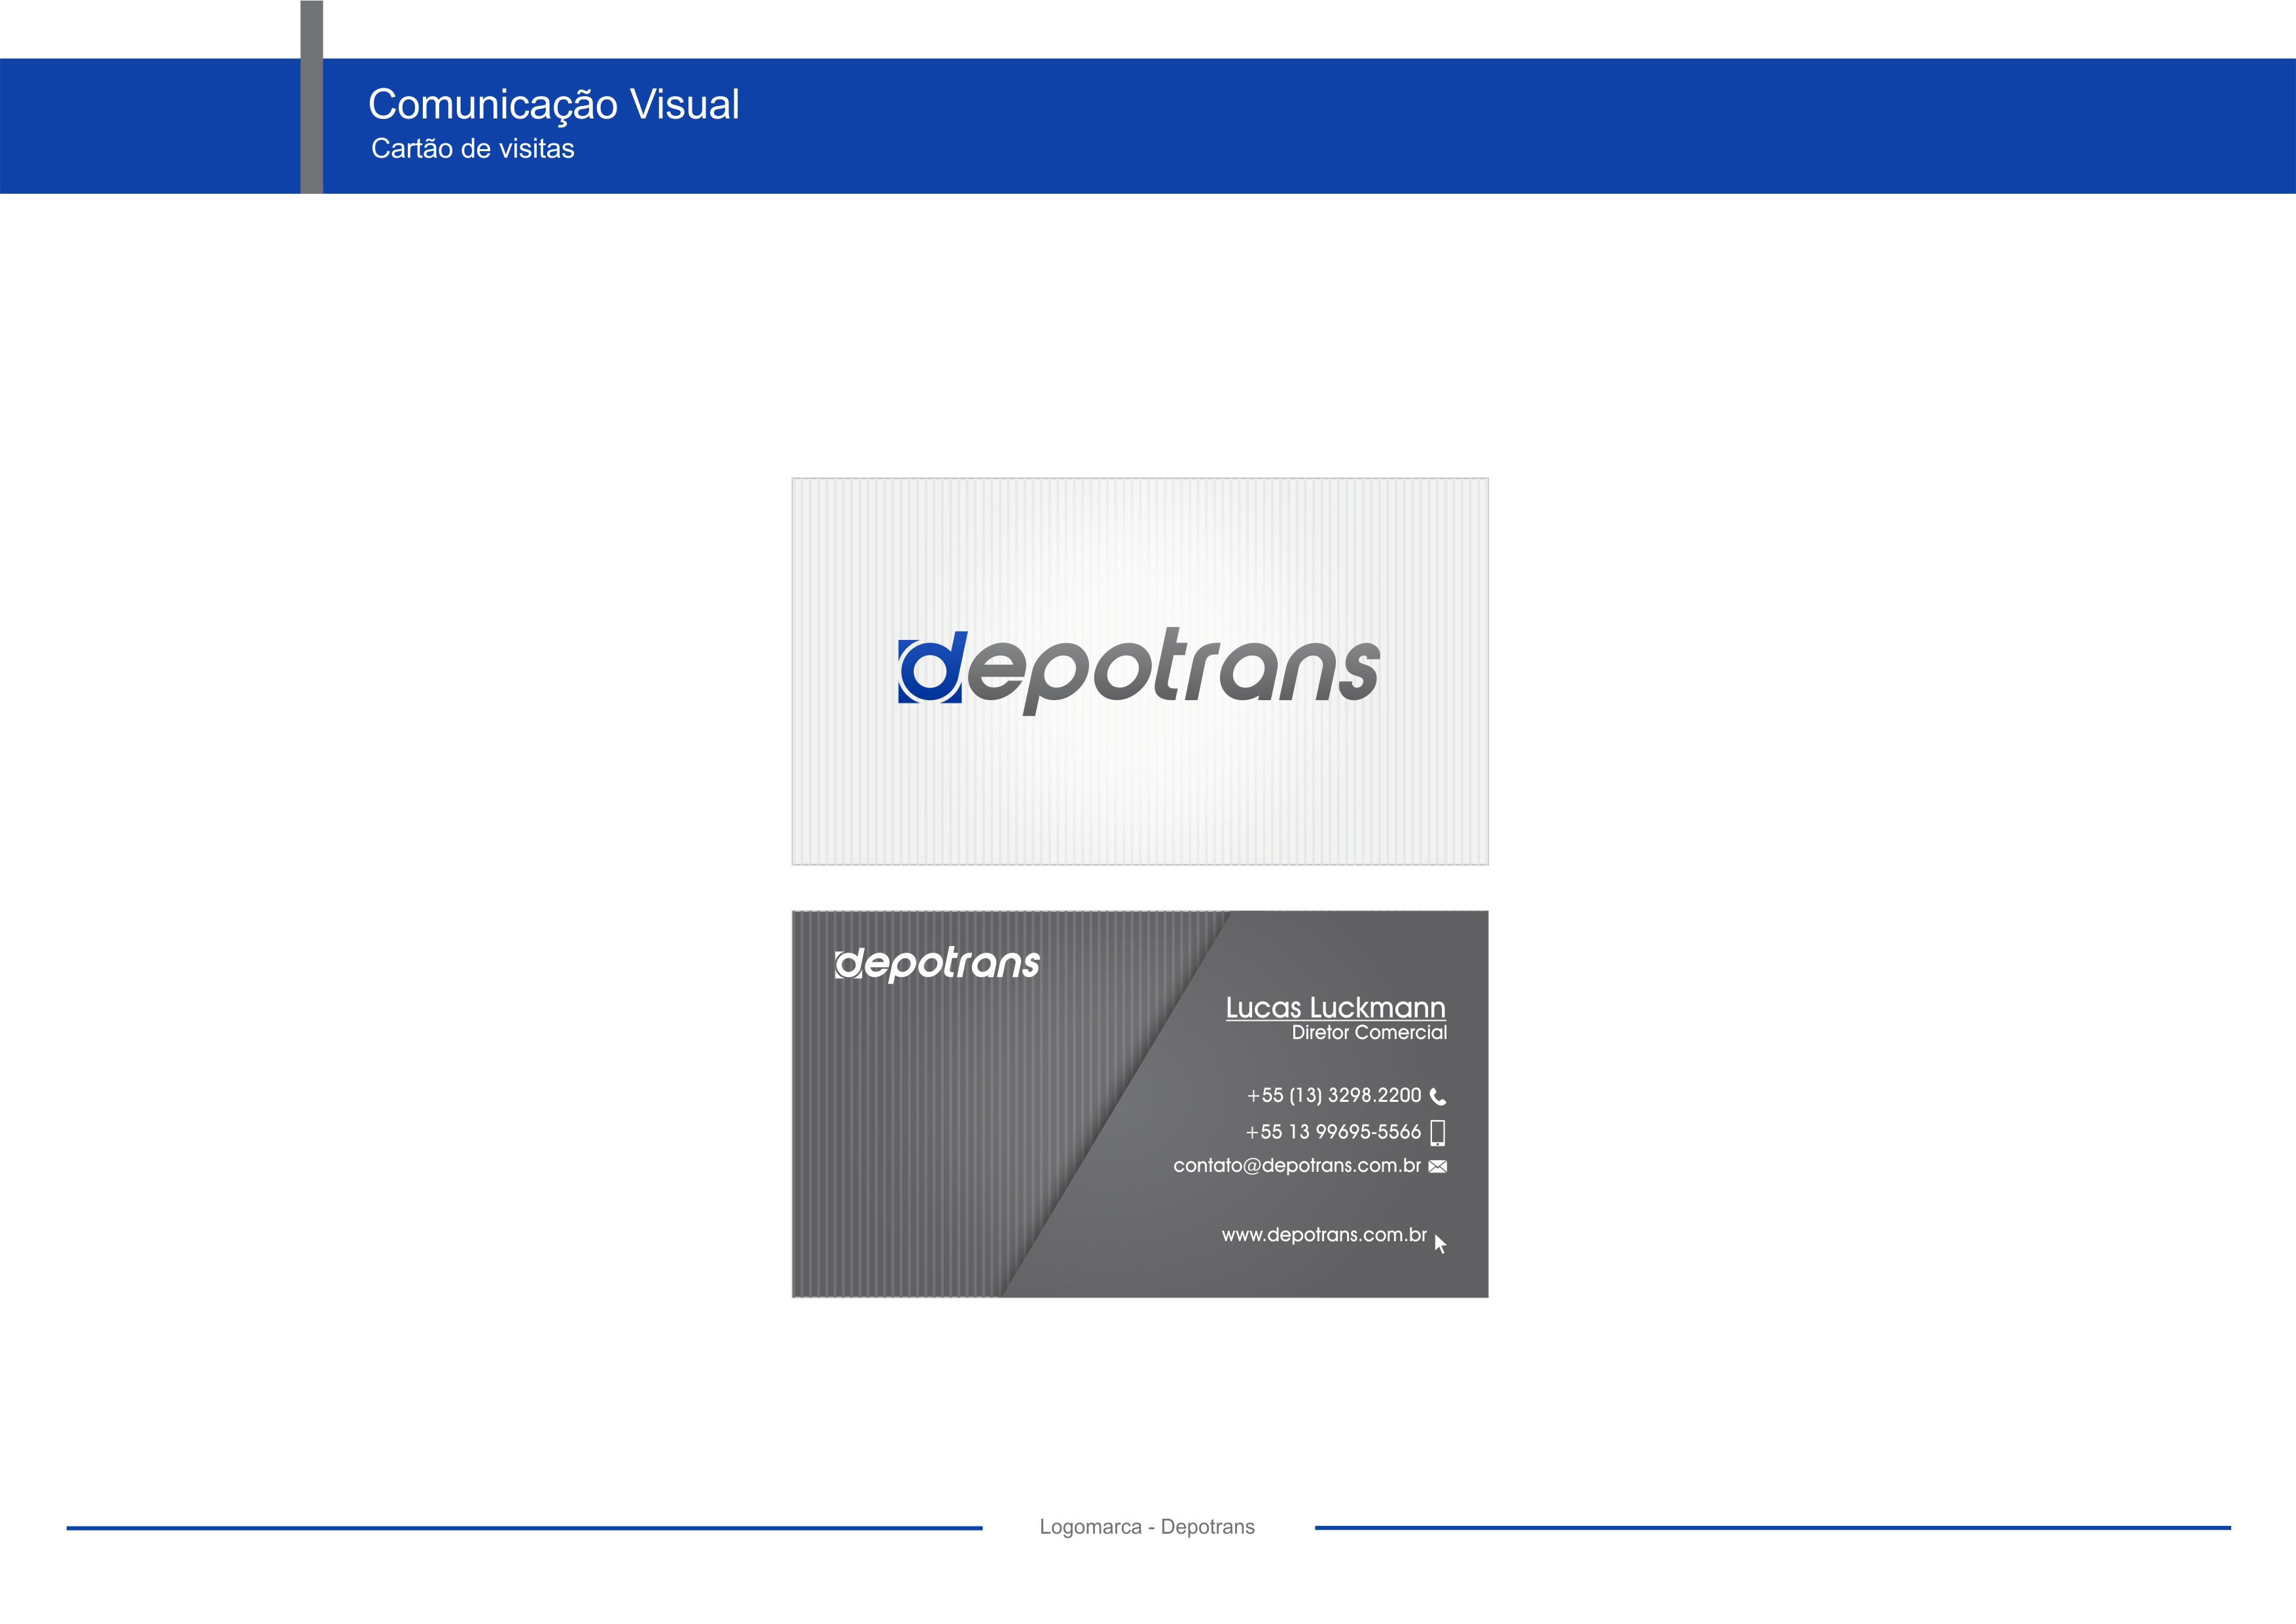 Comunicação Visual
Cartão de visitas
depotrans
depotrans
Lucas Luckmann
Diretor Comercial
+55 (13) 3298.2200
+55 13 99695-5566
contato@depotrans.com.br
www.depotrans.com.br
Logomarca - Depotrans